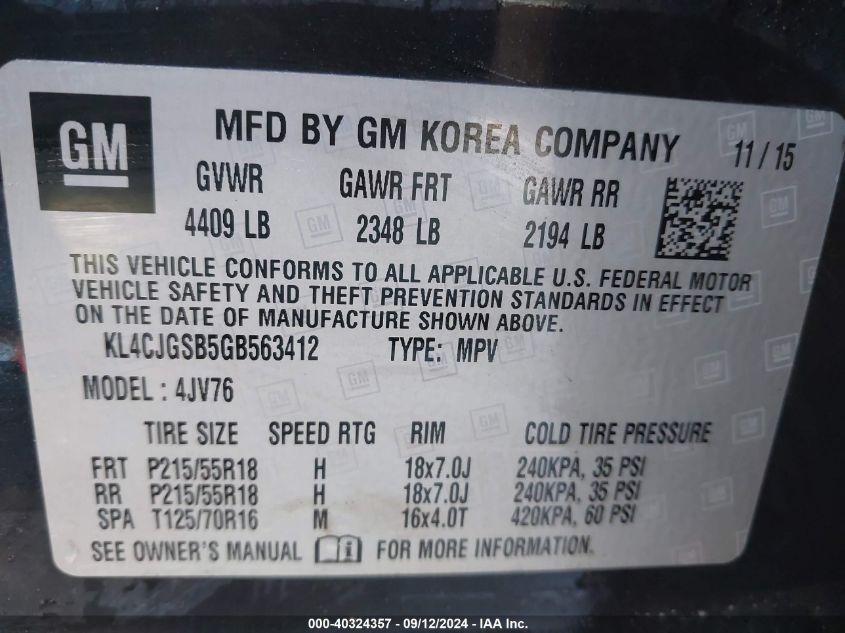 GM
MFD BY GM KOREA COMPANY 11 / 15
GVWR GAWR FRT GAWR RR
4409 LB 2348 LB 2194 LB
THIS VEHICLE CONFORMS TO ALL APPLICABLE U.S. FEDERAL MOTOR
VEHICLE SAFETY AND THEFT PREVENTION STANDARDS IN EFFECT
ON THE DATE OF MANUFACTURE SHOWN ABOVE.
KL4CJGSB5GB563412 TYPE: MPV
MODEL : 4JV76
TIRE SIZE SPEED RTG RIM COLD TIRE PRESSURE
FRT P215/55R18 H 18x7.0J 240KPA, 35 PSI
RR P215/55R18 H 18x7.0J 240KPA, 35 PSI
SPA T125/70R16 M 16x4.0T 420KPA, 60 PSI
SEE OWNER'S MANUAL FOR MORE INFORMATION.
000-40324357 - 09/12/2024 - IAA Inc.